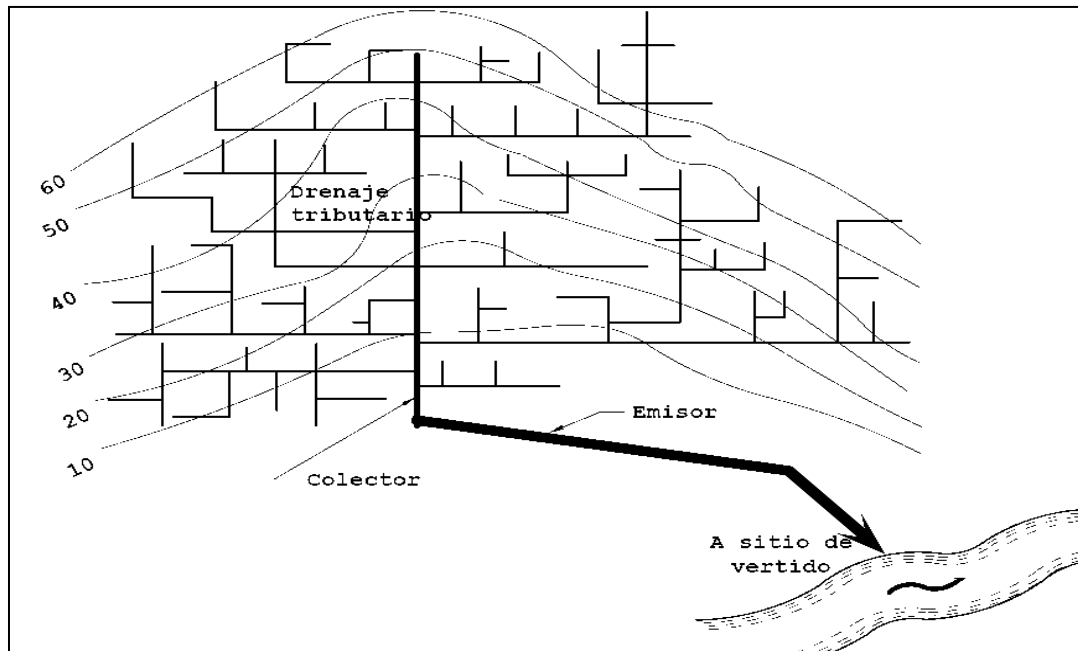 60
50
40
30
20
10
Drenaje
tributario
Emisor
Colector
A sitio de
vertido